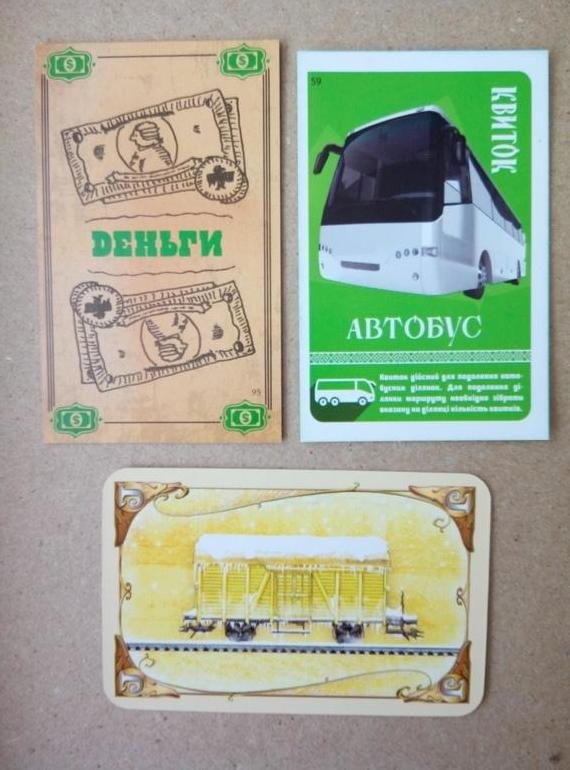 $ $
DЕНЬГИ
$ $
95
59
КВИТОК
АВТОБУС
Квиток дійсний для подолання авто-
бусних ділянок. Для подолання ді-
лянки маршруту необхідно зібрати
вказану на ділянці кількість квитків.